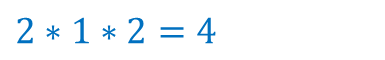 2 ∗ 1 ∗ 2 = 4